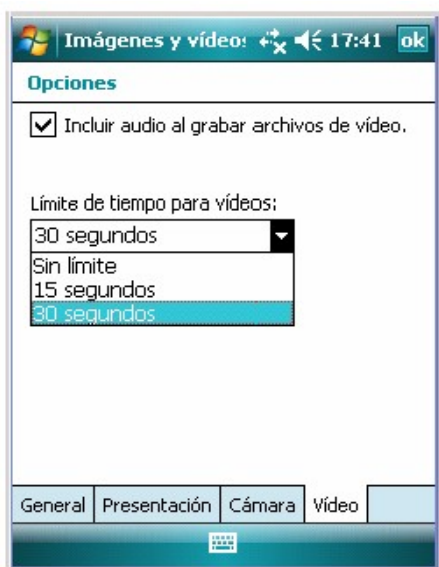 Imágenes y vídeo: 17:41 ok
Opciones
Incluir audio al grabar archivos de vídeo.
Límite de tiempo para vídeos:
30 segundos
Sin límite
15 segundos
30 segundos
General Presentación Cámara Vídeo